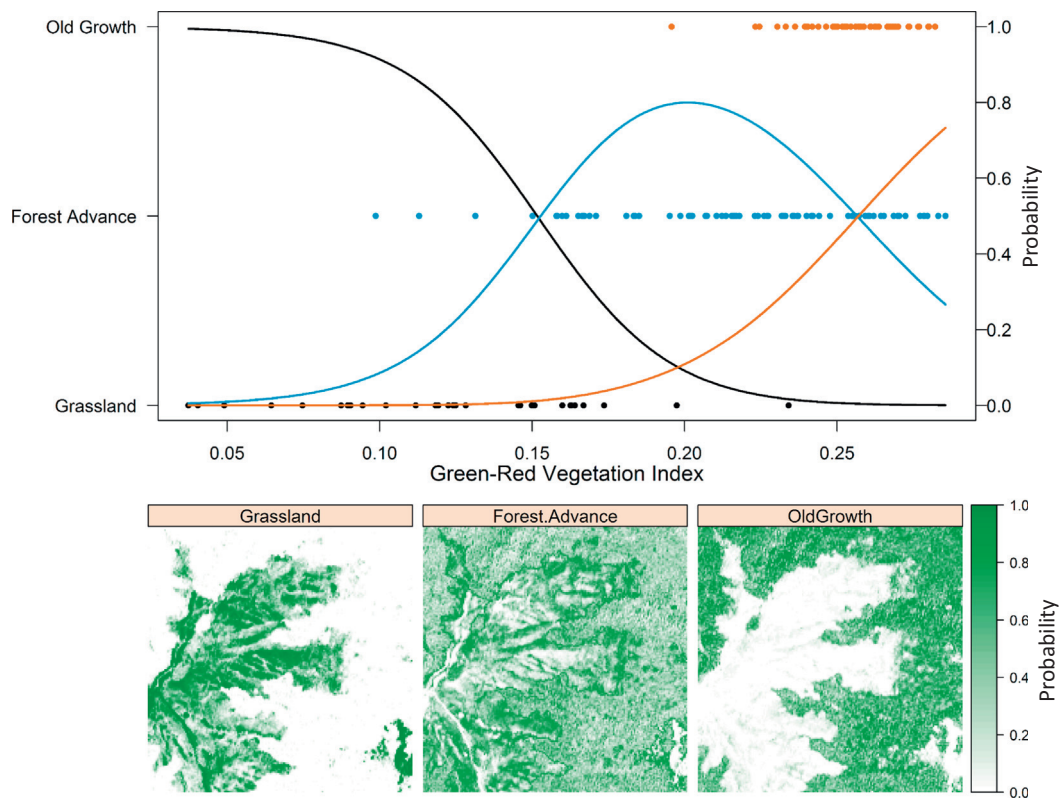 Old Growth
Forest Advance
Grassland
1.0
0.8
0.6
0.4
0.2
0.0
Probability
0.05 0.10 0.15 0.20 0.25
Green-Red Vegetation Index
Grassland Forest.Advance OldGrowth
1.0
0.8
0.6
0.4
0.2
0.0
Probability